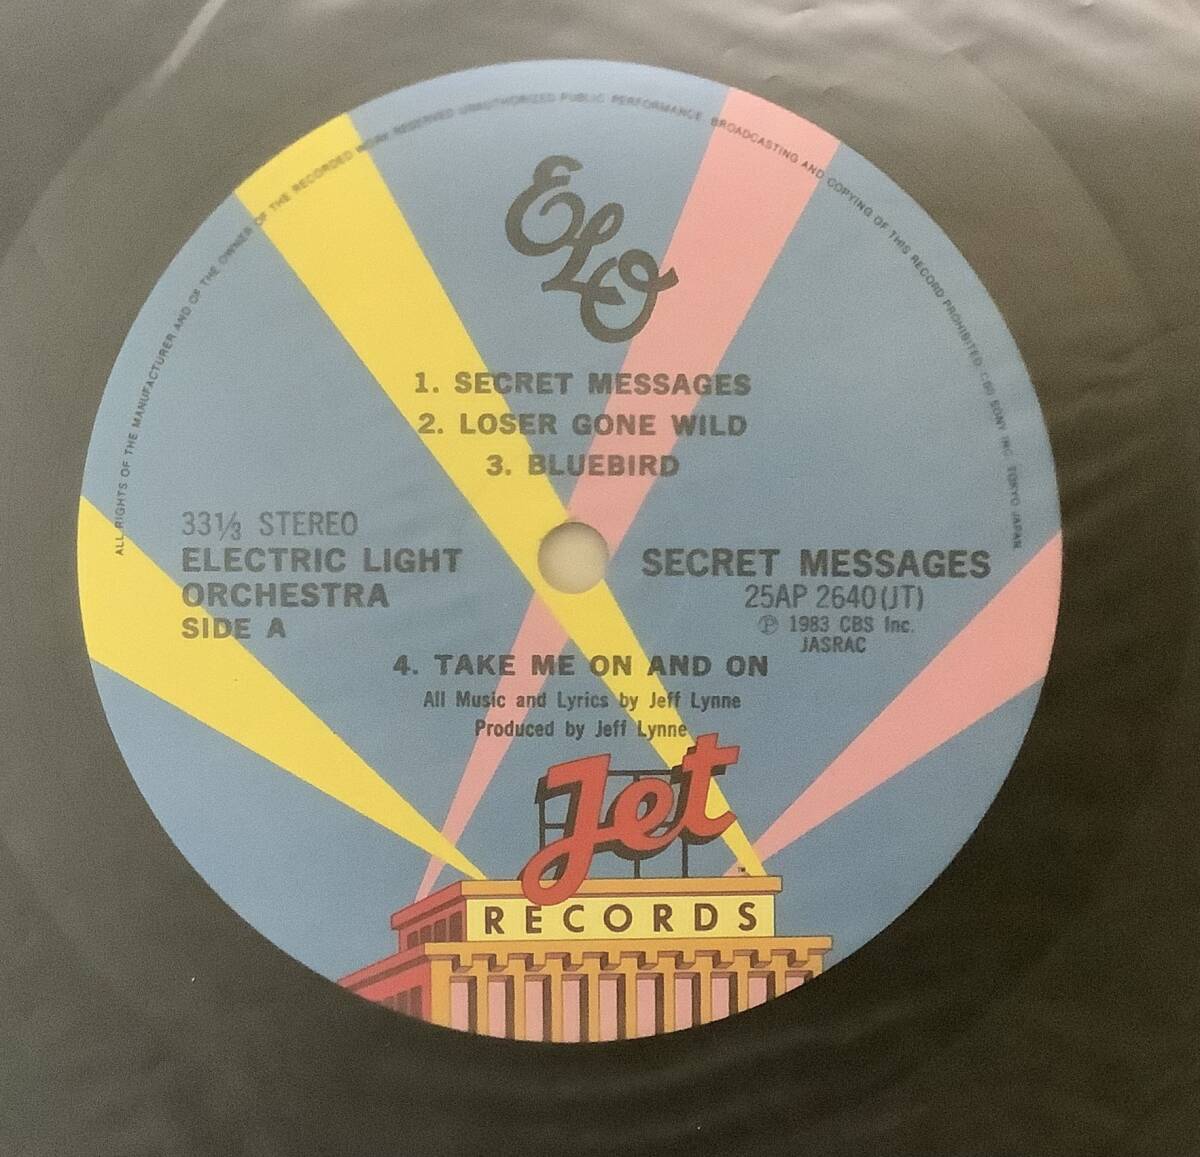 ALL RIGHTS OF THE MANUFACTURER AND OF THE OWNER OF THE RECORDED WORK RESERVED UNAUTHORIZED PUBLIC PERFORMANCE BROADCASTING AND COPYING OF THIS RECORD PROHIBITED CBS SONY INC. TOKYO JAPAN
ELO
1. SECRET MESSAGES
2. LOSER GONE WILD
3. BLUEBIRD
33⅓ STEREO
ELECTRIC LIGHT
ORCHESTRA
SIDE A
SECRET MESSAGES
25AP 2640(JT)
℗ 1983 CBS Inc.
JASRAC
4. TAKE ME ON AND ON
All Music and Lyrics by Jeff Lynne
Produced by Jeff Lynne
Jet
™
RECORDS